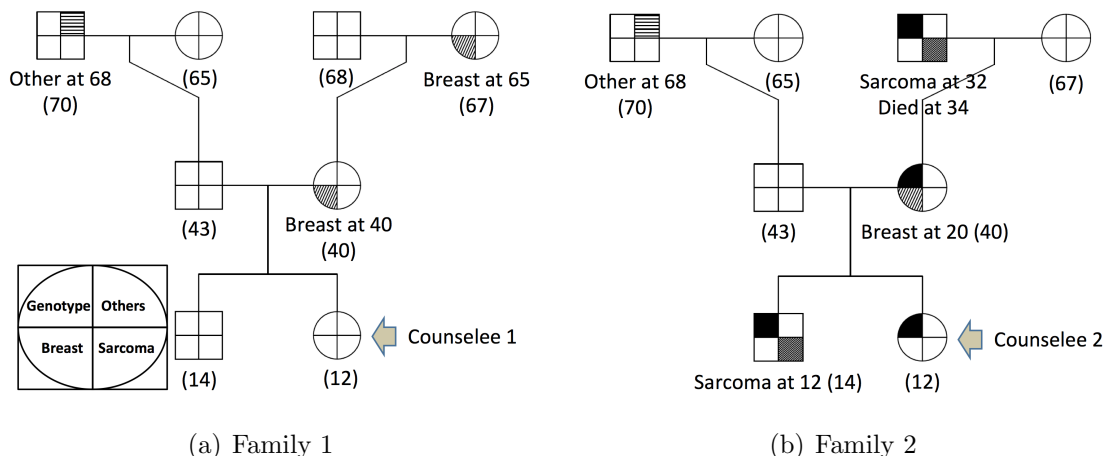 Other at 68
(70)
(65)
(68)
Breast at 65
(67)
(43)
Breast at 40
(40)
Genotype
Others
Breast
Sarcoma
(14)
(12)
Counselee 1
(a) Family 1
Other at 68
(70)
(65)
Sarcoma at 32
Died at 34
(67)
(43)
Breast at 20 (40)
Sarcoma at 12 (14)
(12)
Counselee 2
(b) Family 2